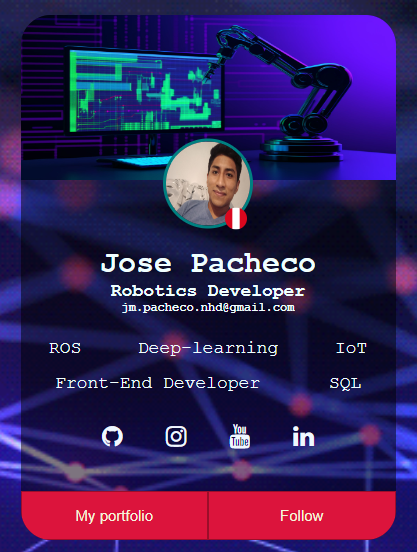 Jose Pacheco
Robotics Developer
jm.pacheco.nhd@gmail.com
ROS Deep-learning IoT
Front-End Developer SQL
You Tube in
My portfolio Follow